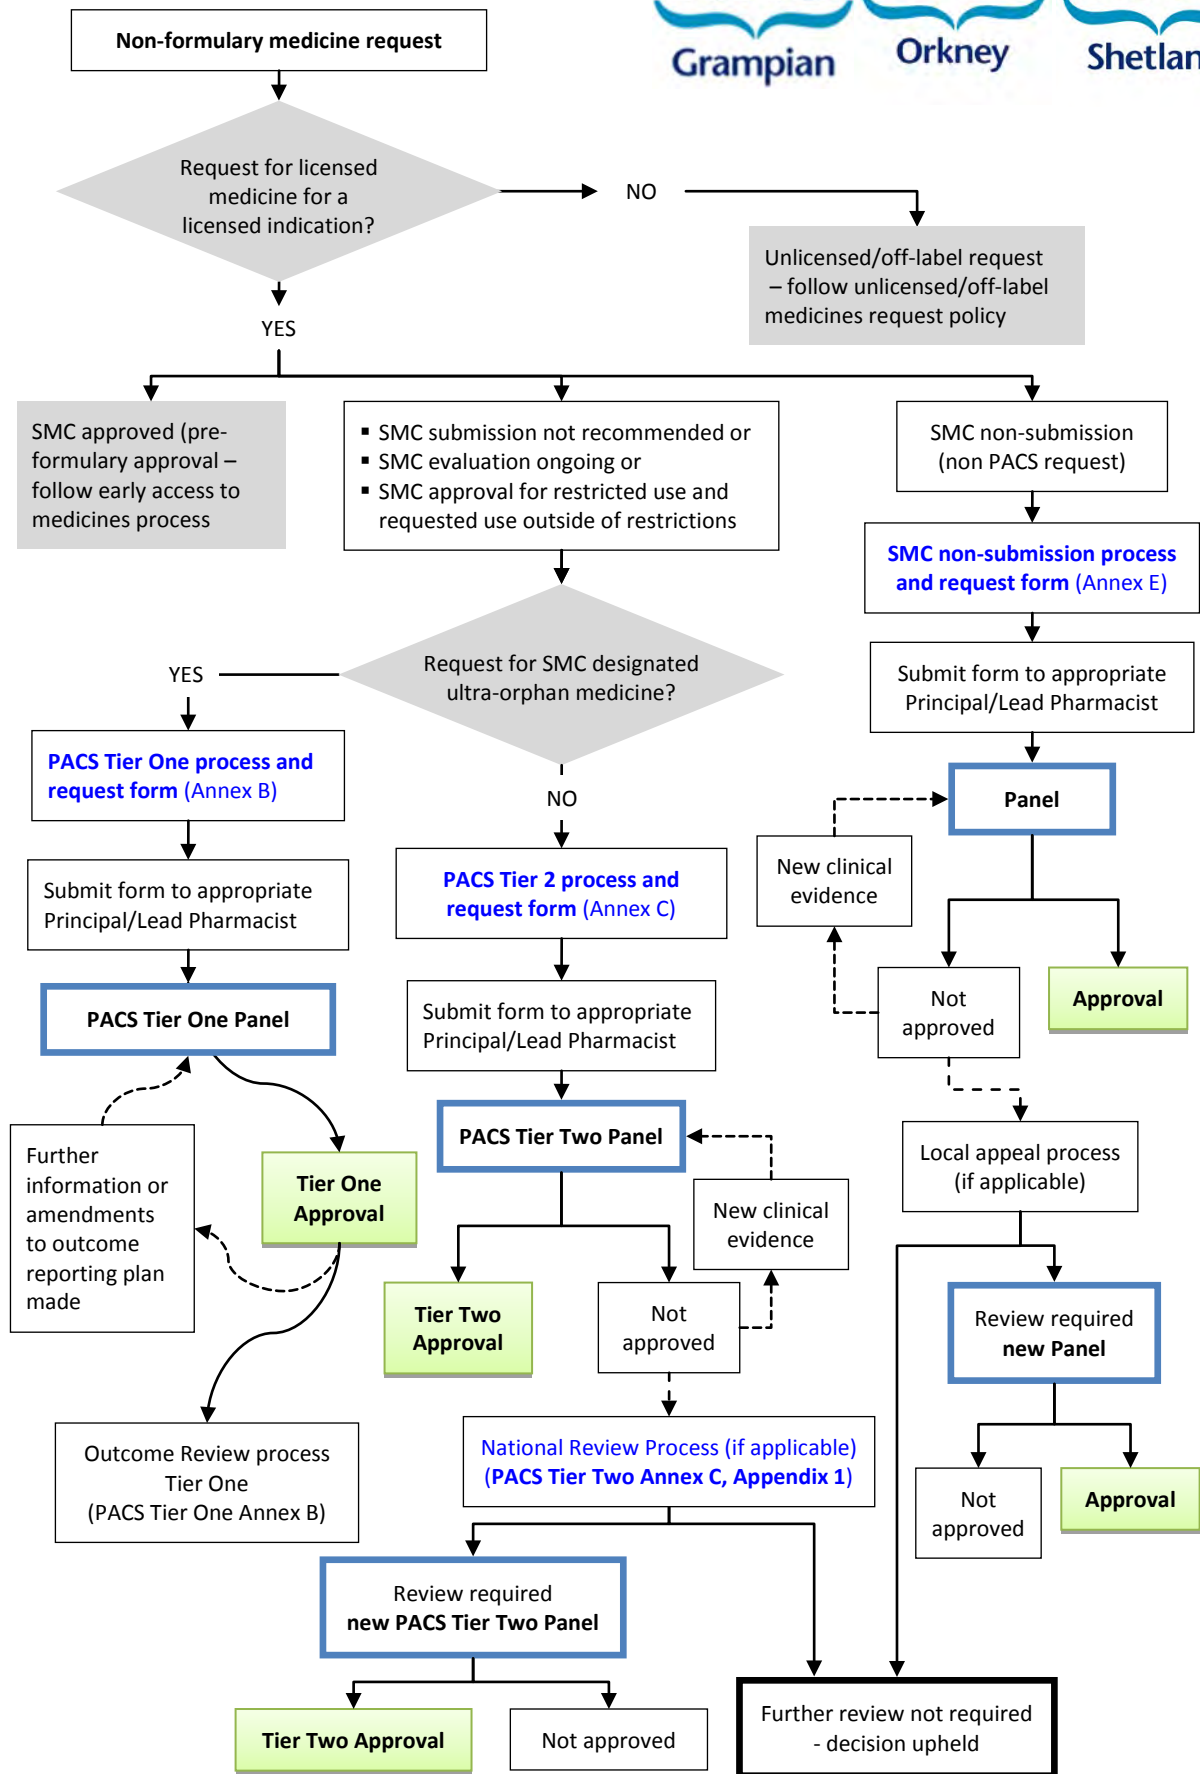 Grampian
Orkney
Non-formulary medicine request
Request for licensed
medicine for a
licensed indication?
NO
Unlicensed/off-label request
– follow unlicensed/off-label
medicines request policy
YES
SMC approved (pre-
formulary approval –
follow early access to
medicines process
▪ SMC submission not recommended or
▪ SMC evaluation ongoing or
▪ SMC approval for restricted use and
requested use outside of restrictions
SMC non-submission
(non PACS request)
SMC non-submission process
and request form (Annex E)
Submit form to appropriate
Principal/Lead Pharmacist
Request for SMC designated
ultra-orphan medicine?
YES
PACS Tier One process and
request form (Annex B)
NO
Panel
New clinical
evidence
PACS Tier 2 process and
request form (Annex C)
Submit form to appropriate
Principal/Lead Pharmacist
Not
approved
Approval
PACS Tier One Panel
Submit form to appropriate
Principal/Lead Pharmacist
PACS Tier Two Panel
Further
information or
amendments
to outcome
reporting plan
made
Tier One
Approval
Local appeal process
(if applicable)
New clinical
evidence
Tier Two
Approval
Not
approved
Review required
new Panel
Outcome Review process
Tier One
(PACS Tier One Annex B)
National Review Process (if applicable)
(PACS Tier Two Annex C, Appendix 1)
Not
approved
Approval
Review required
new PACS Tier Two Panel
Tier Two Approval
Not approved
Further review not required
- decision upheld